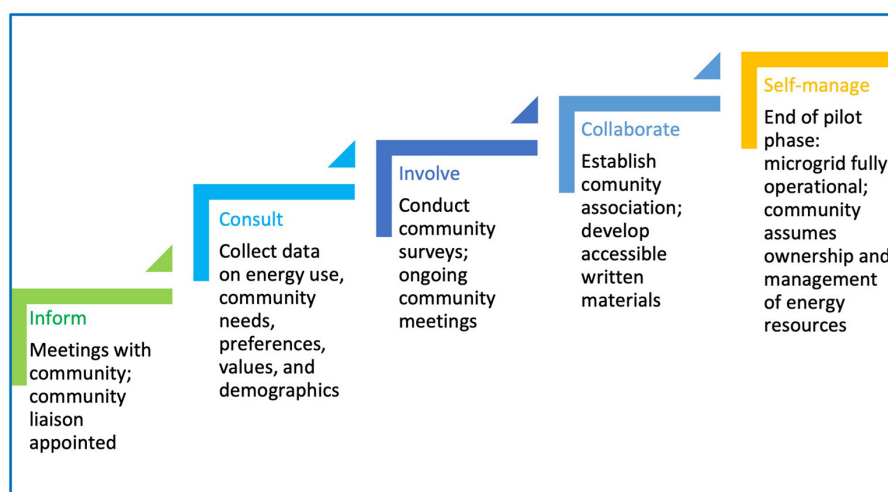 Inform
Meetings with
community;
community
liaison
appointed
Consult
Collect data
on energy use,
community
needs,
preferences,
values, and
demographics
Involve
Conduct
community
surveys;
ongoing
community
meetings
Collaborate
Establish
comunity
association;
develop
accessible
written
materials
Self-manage
End of pilot
phase:
microgrid fully
operational;
community
assumes
ownership and
management
of energy
resources